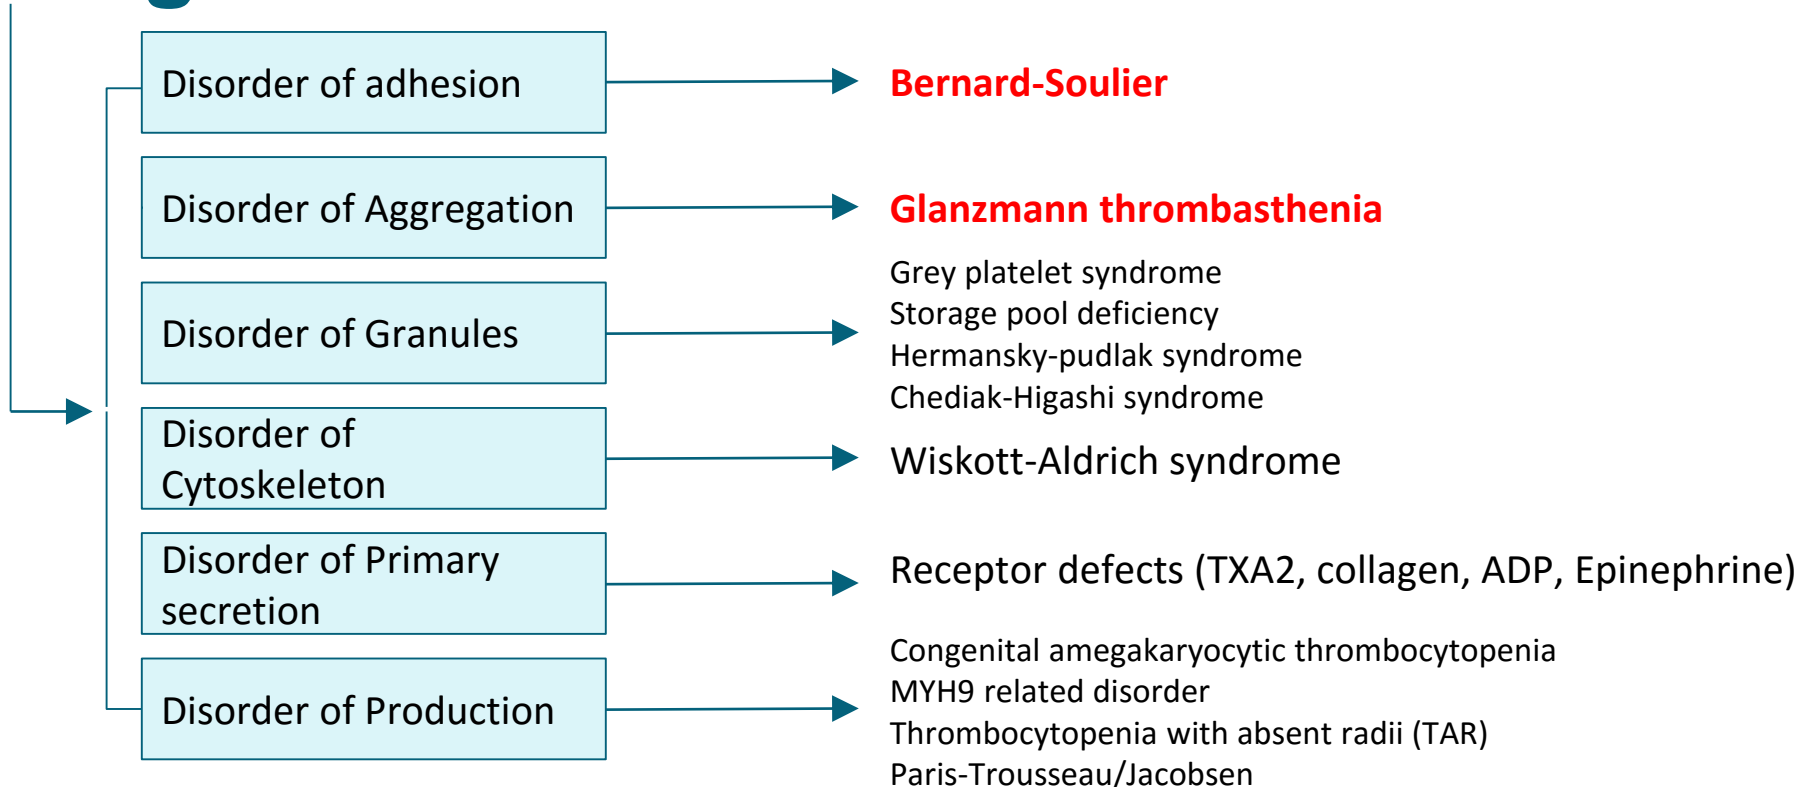 Disorder of adhesion
Bernard-Soulier
Disorder of Aggregation
Glanzmann thrombasthenia
Disorder of Granules
Grey platelet syndrome
Storage pool deficiency
Hermansky-pudlak syndrome
Chediak-Higashi syndrome
Disorder of
Cytoskeleton
Wiskott-Aldrich syndrome
Disorder of Primary
secretion
Receptor defects (TXA2, collagen, ADP, Epinephrine)
Disorder of Production
Congenital amegakaryocytic thrombocytopenia
MYH9 related disorder
Thrombocytopenia with absent radii (TAR)
Paris-Trousseau/Jacobsen